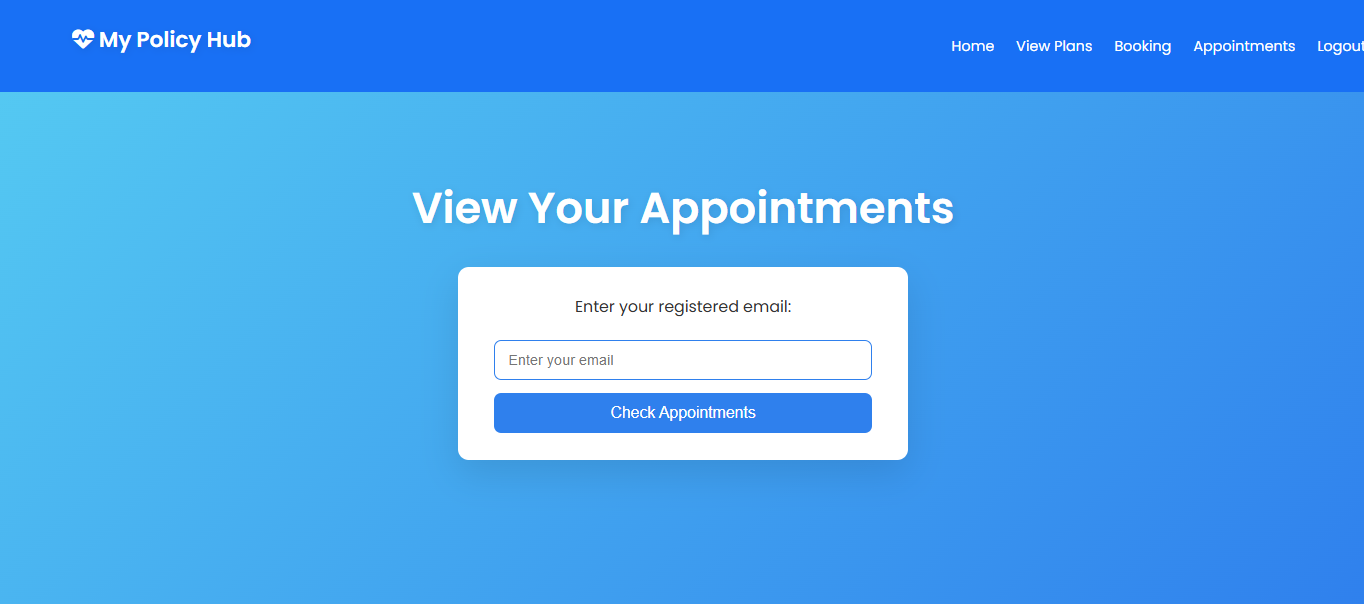 My Policy Hub
Home View Plans Booking Appointments Logout
View Your Appointments
Enter your registered email:
Enter your email
Check Appointments